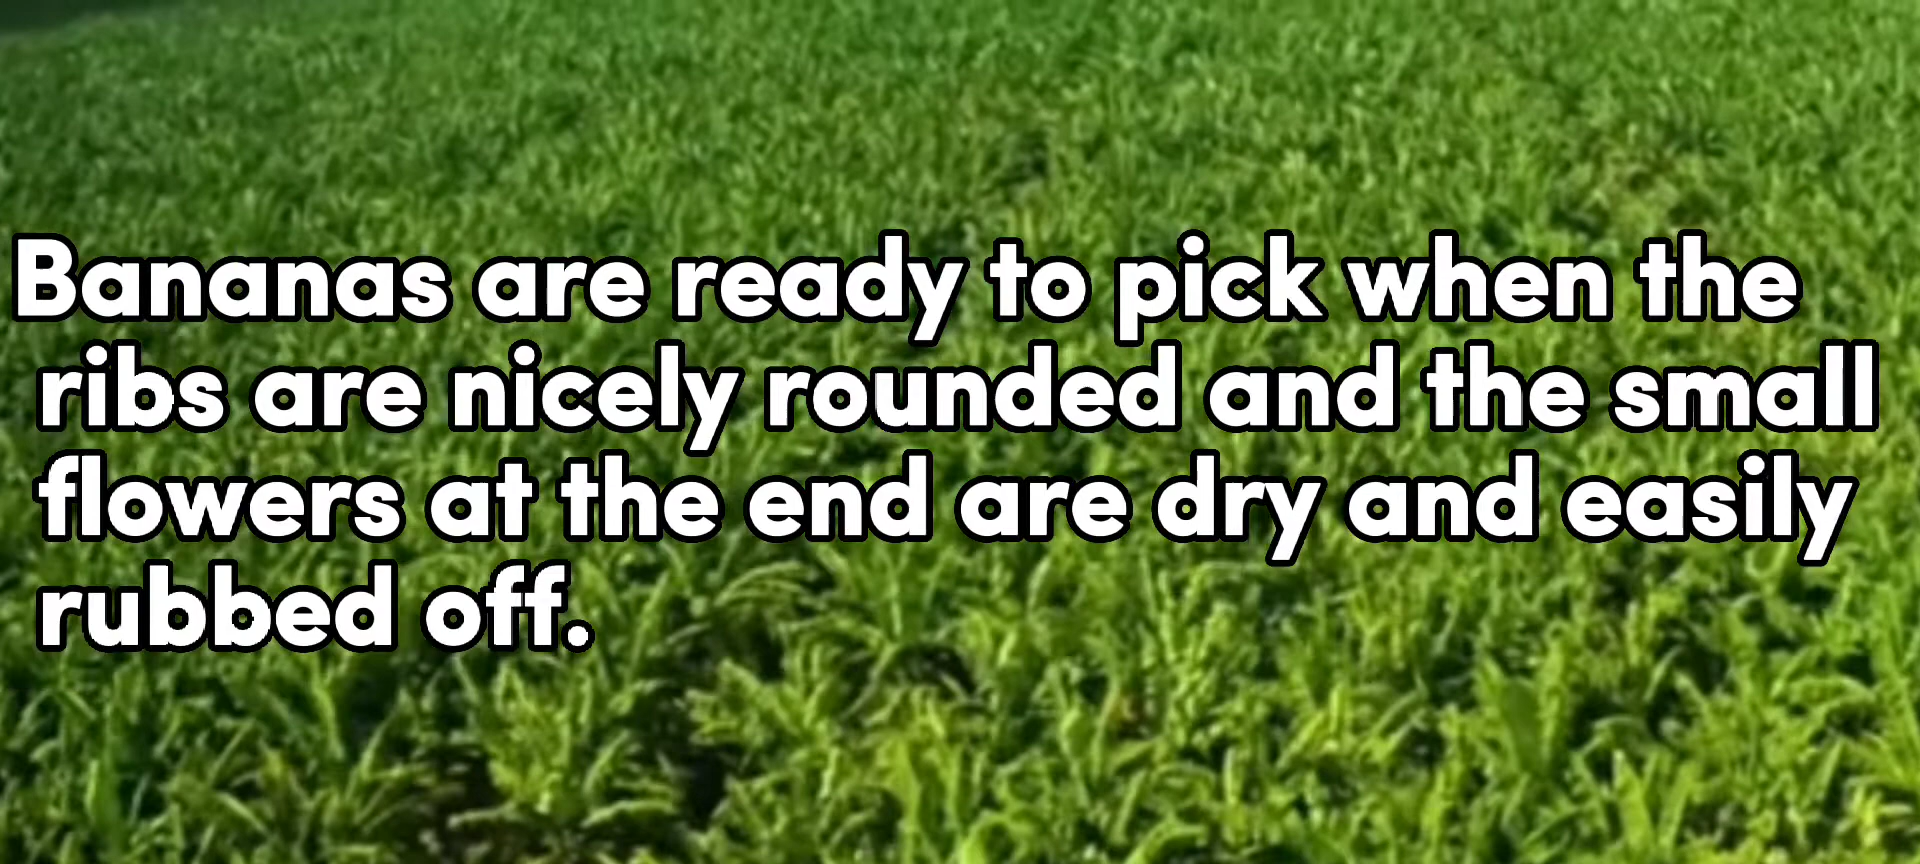 Bananas are ready to pick when the
ribs are nicely rounded and the small
flowers at the end are dry and easily
rubbed off.